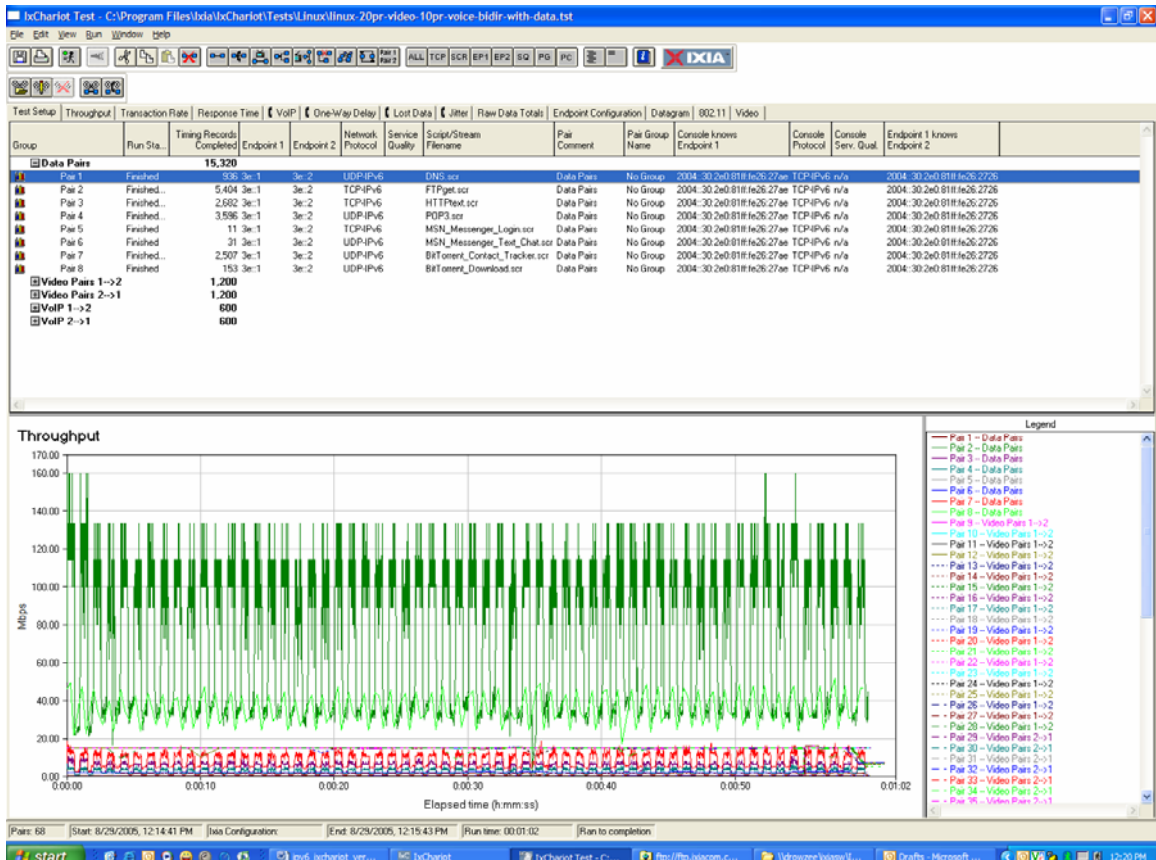 IxChariot Test - C:\Program Files\Ixia\IxChariot\Tests\Linux\linux-20pr-video-10pr-voice-bidir-with-data.tst
File Edit View Run Window Help
ALL TCP SCR EP1 EP2 SQ PG PC XIXIA
Test Setup Throughput Transaction Rate Response Time VoIP One-Way Delay Lost Data Jitter Raw Data Totals Endpoint Configuration Datagram 802.11 Video
Group Run Sta... Timing Records Completed Endpoint 1 Endpoint 2 Network Protocol Service Quality Script/Stream Filename Pair Comment Pair Group Name Console knows Endpoint 1 Console Protocol Console Serv. Qual. Endpoint 1 knows Endpoint 2
Data Pairs 15,320
Pair 1 Finished 936 3e::1 3e::2 UDP-IPv6 DNS.scr Data Pairs No Group 2004::30:2e0:81ff:fe26:27ae TCP-IPv6 n/a 2004::30:2e0:81ff:fe26:2726
Pair 2 Finished... 5,404 3e::1 3e::2 TCP-IPv6 FTPget.scr Data Pairs No Group 2004::30:2e0:81ff:fe26:27ae TCP-IPv6 n/a 2004::30:2e0:81ff:fe26:2726
Pair 3 Finished... 2,682 3e::1 3e::2 TCP-IPv6 HTTPtext.scr Data Pairs No Group 2004::30:2e0:81ff:fe26:27ae TCP-IPv6 n/a 2004::30:2e0:81ff:fe26:2726
Pair 4 Finished... 3,596 3e::1 3e::2 UDP-IPv6 POP3.scr Data Pairs No Group 2004::30:2e0:81ff:fe26:27ae TCP-IPv6 n/a 2004::30:2e0:81ff:fe26:2726
Pair 5 Finished 11 3e::1 3e::2 TCP-IPv6 MSN_Messenger_Login.scr Data Pairs No Group 2004::30:2e0:81ff:fe26:27ae TCP-IPv6 n/a 2004::30:2e0:81ff:fe26:2726
Pair 6 Finished 31 3e::1 3e::2 UDP-IPv6 MSN_Messenger_Text_Chat.scr Data Pairs No Group 2004::30:2e0:81ff:fe26:27ae TCP-IPv6 n/a 2004::30:2e0:81ff:fe26:2726
Pair 7 Finished... 2,507 3e::1 3e::2 UDP-IPv6 BitTorrent_Contact_Tracker.scr Data Pairs No Group 2004::30:2e0:81ff:fe26:27ae TCP-IPv6 n/a 2004::30:2e0:81ff:fe26:2726
Pair 8 Finished 153 3e::1 3e::2 UDP-IPv6 BitTorrent_Download.scr Data Pairs No Group 2004::30:2e0:81ff:fe26:27ae TCP-IPv6 n/a 2004::30:2e0:81ff:fe26:2726
Video Pairs 1-->2 1,200
Video Pairs 2-->1 1,200
VoIP 1-->2 600
VoIP 2-->1 600
Throughput
170.00
160.00
140.00
120.00
100.00
80.00
60.00
40.00
20.00
0.00
Mbps
0:00:00 0:00:10 0:00:20 0:00:30 0:00:40 0:00:50 0:01:02
Elapsed time (h:mm:ss)
Legend
Pair 1 -- Data Pairs
Pair 2 -- Data Pairs
Pair 3 -- Data Pairs
Pair 4 -- Data Pairs
Pair 5 -- Data Pairs
Pair 6 -- Data Pairs
Pair 7 -- Data Pairs
Pair 8 -- Data Pairs
Pair 9 -- Video Pairs 1-->2
Pair 10 -- Video Pairs 1-->2
Pair 11 -- Video Pairs 1-->2
Pair 12 -- Video Pairs 1-->2
Pair 13 -- Video Pairs 1-->2
Pair 14 -- Video Pairs 1-->2
Pair 15 -- Video Pairs 1-->2
Pair 16 -- Video Pairs 1-->2
Pair 17 -- Video Pairs 1-->2
Pair 18 -- Video Pairs 1-->2
Pair 19 -- Video Pairs 1-->2
Pair 20 -- Video Pairs 1-->2
Pair 21 -- Video Pairs 1-->2
Pair 22 -- Video Pairs 1-->2
Pair 23 -- Video Pairs 1-->2
Pair 24 -- Video Pairs 1-->2
Pair 25 -- Video Pairs 1-->2
Pair 26 -- Video Pairs 1-->2
Pair 27 -- Video Pairs 1-->2
Pair 28 -- Video Pairs 1-->2
Pair 29 -- Video Pairs 2-->1
Pair 30 -- Video Pairs 2-->1
Pair 31 -- Video Pairs 2-->1
Pair 32 -- Video Pairs 2-->1
Pair 33 -- Video Pairs 2-->1
Pair 34 -- Video Pairs 2-->1
Pair 35 -- Video Pairs 2-->1
Pairs: 68 Start: 8/29/2005, 12:14:41 PM Ixia Configuration: End: 8/29/2005, 12:15:43 PM Run time: 00:01:02 Ran to completion
start ipv6_ixchariot_ver... IxChariot IxChariot Test - C:... ftp://ftp.ixiacom.c... Drafts - Microsoft ... 12:20 PM